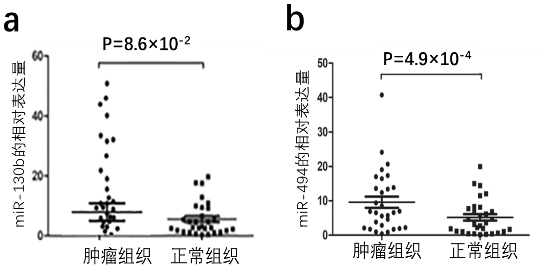 a
P=8.6×10-2
miR-130b的相对表达量
60
40
20
0
肿瘤组织 正常组织
b
P=4.9×10-4
miR-494的相对表达量
50
40
30
20
10
0
肿瘤组织 正常组织